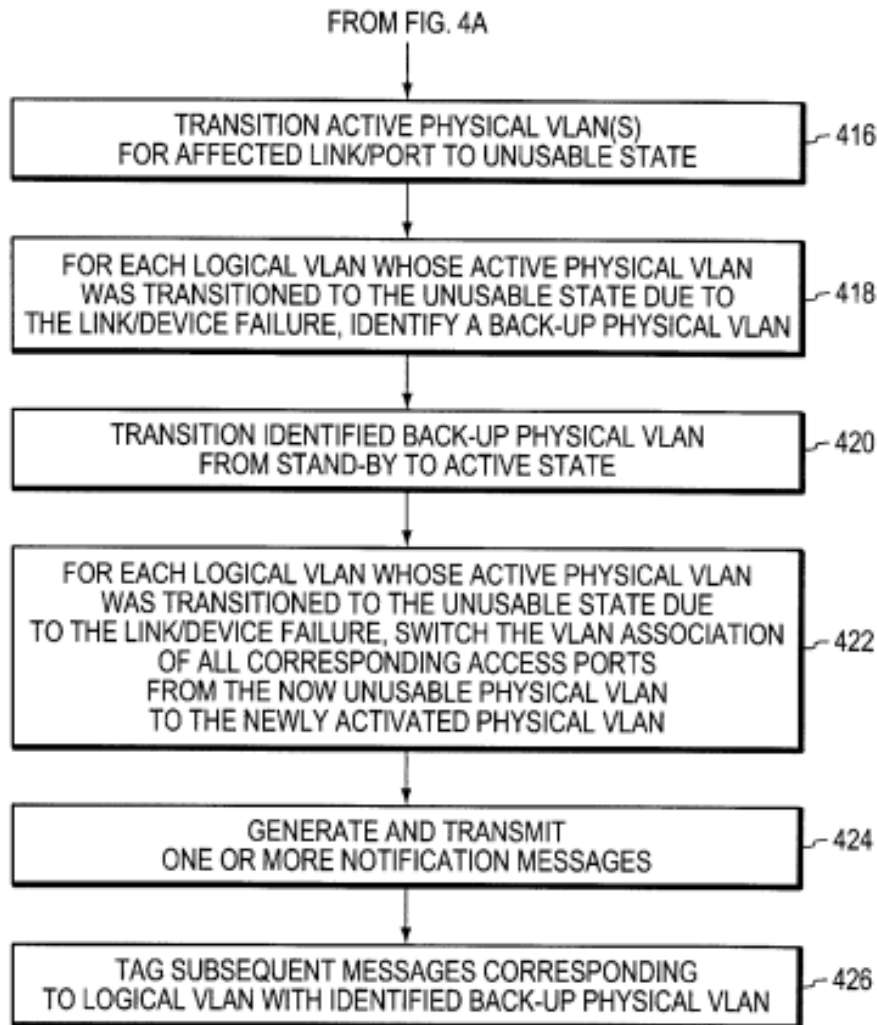 FROM FIG. 4A
TRANSITION ACTIVE PHYSICAL VLAN(S)
FOR AFFECTED LINK/PORT TO UNUSABLE STATE
416
FOR EACH LOGICAL VLAN WHOSE ACTIVE PHYSICAL VLAN
WAS TRANSITIONED TO THE UNUSABLE STATE DUE TO
THE LINK/DEVICE FAILURE, IDENTIFY A BACK-UP PHYSICAL VLAN
418
TRANSITION IDENTIFIED BACK-UP PHYSICAL VLAN
FROM STAND-BY TO ACTIVE STATE
420
FOR EACH LOGICAL VLAN WHOSE ACTIVE PHYSICAL VLAN
WAS TRANSITIONED TO THE UNUSABLE STATE DUE
TO THE LINK/DEVICE FAILURE, SWITCH THE VLAN ASSOCIATION
OF ALL CORRESPONDING ACCESS PORTS
FROM THE NOW UNUSABLE PHYSICAL VLAN
TO THE NEWLY ACTIVATED PHYSICAL VLAN
422
GENERATE AND TRANSMIT
ONE OR MORE NOTIFICATION MESSAGES
424
TAG SUBSEQUENT MESSAGES CORRESPONDING
TO LOGICAL VLAN WITH IDENTIFIED BACK-UP PHYSICAL VLAN
426